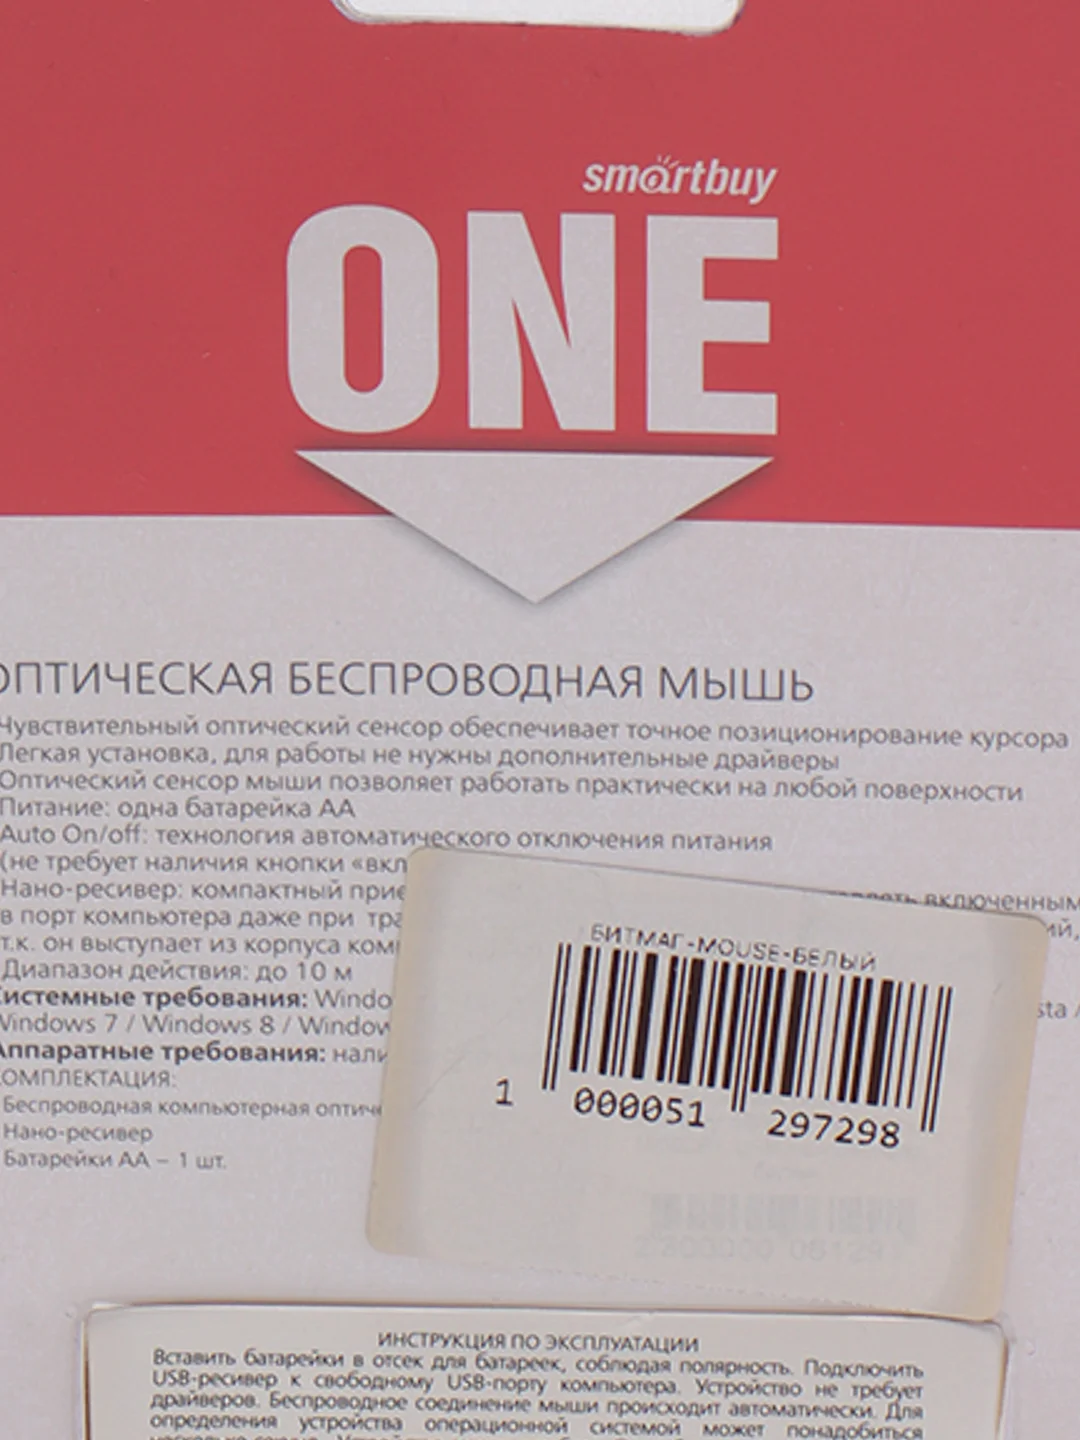 smartbuy
ONE
ОПТИЧЕСКАЯ БЕСПРОВОДНАЯ МЫШЬ
Чувствительный оптический сенсор обеспечивает точное позиционирование курсора
Легкая установка, для работы не нужны дополнительные драйверы
Оптический сенсор мыши позволяет работать практически на любой поверхности
Питание: одна батарейка АА
Auto On/off: технология автоматического отключения питания
(не требует наличия кнопки «вкл
Нано-ресивер: компактный прие
включенным
в порт компьютера даже при тра
ий,
т.к. он выступает из корпуса ком
Диапазон действия: до 10 м
Системные требования: Windo
sta /
Windows 7 / Windows 8 / Window
Аппаратные требования: нали
КОМПЛЕКТАЦИЯ:
Беспроводная компьютерная оптиче
Нано-ресивер
Батарейки АА – 1 шт.
БИТМАГ-MOUSE-БЕЛЫЙ
1 000051 297298
ИНСТРУКЦИЯ ПО ЭКСПЛУАТАЦИИ
Вставить батарейки в отсек для батареек, соблюдая полярность. Подключить
USB-ресивер к свободному USB-порту компьютера. Устройство не требует
драйверов. Беспроводное соединение мыши происходит автоматически. Для
определения устройства операционной системой может понадобиться